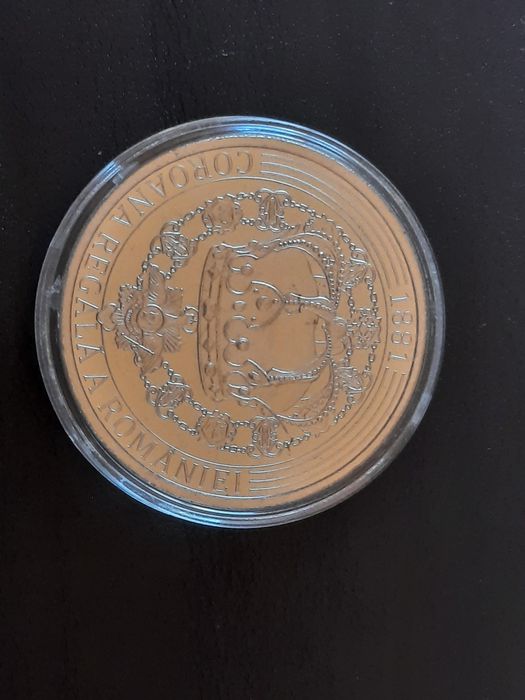 1881
COROANA REGALĂ A ROMÂNIEI